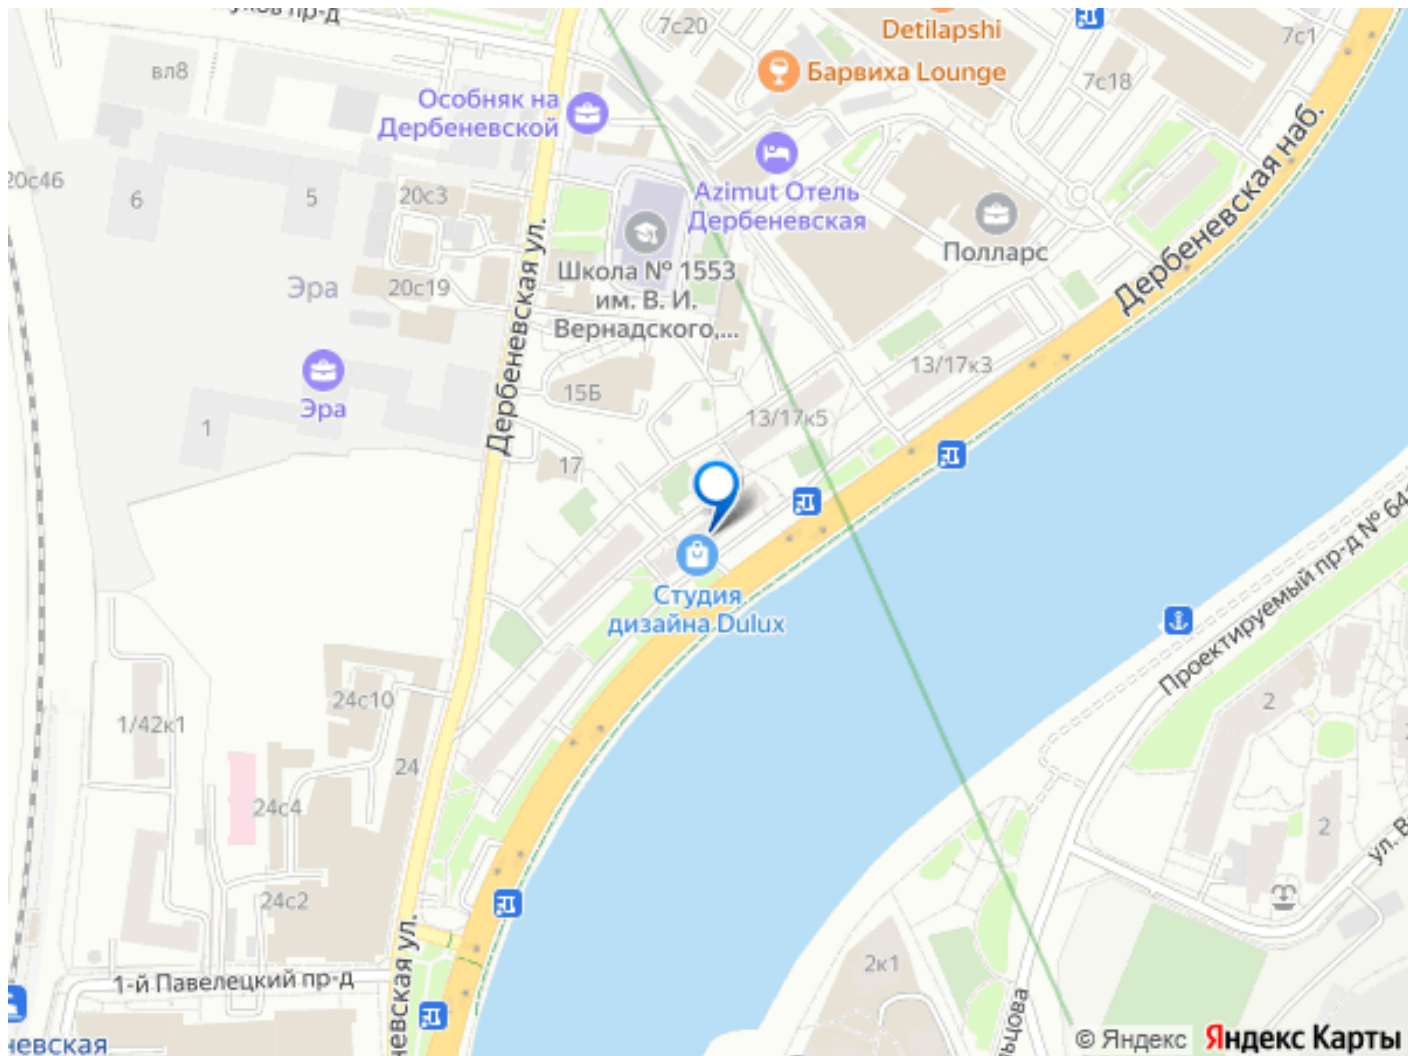 7с20
Detilapshi
7с1
вл8
Барвиха Lounge
7с18
Особняк на
Дербеневской
20с46
6
5
20с3
Azimut Отель
Дербеневская
Дербеневская наб.
Полларс
Школа № 1553
им. В. И.
Вернадского,...
Дербеневская ул.
Эра
20с19
Эра
1
15Б
13/17к5
13/17к3
17
Студия
дизайна Dulux
Проектируемый пр-д №
24с10
1/42к1
24
24с4
24с2
2
2
ул.
2к1
1-й Павелецкий пр-д
© Яндекс
Яндекс Карты